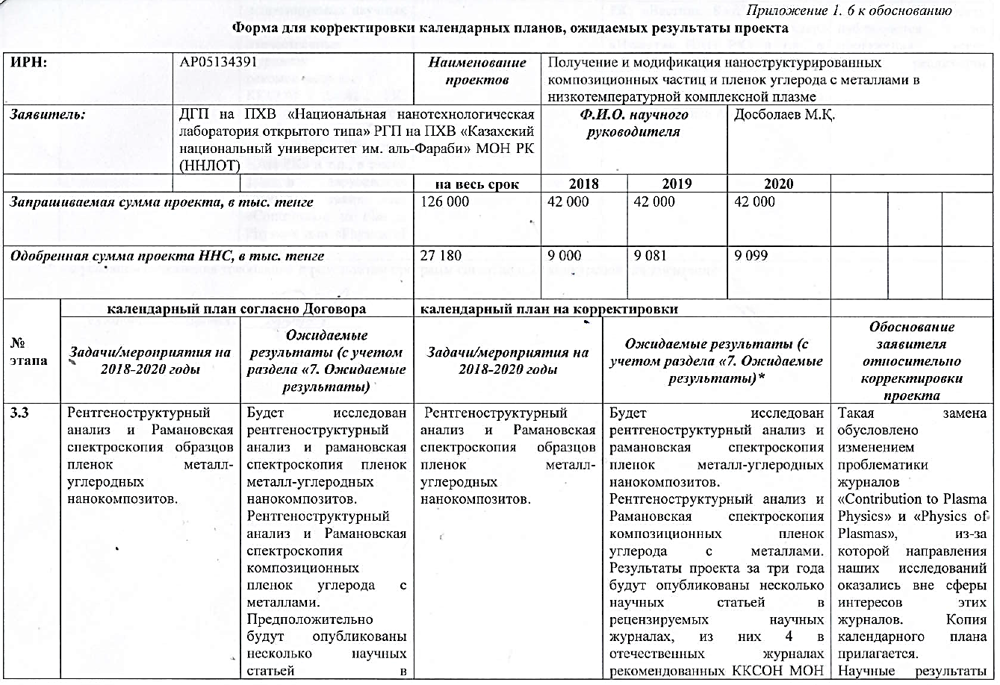 Приложение 1. 6 к обоснованию
Форма для корректировки календарных планов, ожидаемых результаты проекта
ИРН:
АР05134391
Наименование
проектов
Получение и модификация наноструктурированных
композиционных частиц и пленок углерода с металлами в
низкотемпературной комплексной плазме
Заявитель:
ДГП на ПХВ «Национальная нанотехнологическая
лаборатория открытого типа» РГП на ПХВ «Казахский
национальный университет им. аль-Фараби» МОН РК
(ННЛОТ)
Ф.И.О. научного
руководителя
Досболаев М.Қ.
на весь срок
2018
2019
2020
Запрашиваемая сумма проекта, в тыс. тенге
126 000
42 000
42 000
42 000
Одобренная сумма проекта ННС, в тыс. тенге
27 180
9 000
9 081
9 099
№
этапа
календарный план согласно Договора
календарный план на корректировки
Задачи/мероприятия на
2018-2020 годы
Ожидаемые
результаты (с учетом
раздела «7. Ожидаемые
результаты)
Задачи/мероприятия на
2018-2020 годы
Ожидаемые результаты (с
учетом раздела «7. Ожидаемые
результаты)*
Обоснование
заявителя
относительно
корректировки
проекта
3.3
Рентгеноструктурный
анализ и Рамановская
спектроскопия образцов
пленок металл-
углеродных
нанокомпозитов.
Будет исследован
рентгеноструктурный
анализ и рамановская
спектроскопия пленок
металл-углеродных
нанокомпозитов.
Рентгеноструктурный
анализ и Рамановская
спектроскопия
композиционных
пленок углерода с
металлами.
Предположительно
будут опубликованы
несколько научных
статьей в
Рентгеноструктурный
анализ и Рамановская
спектроскопия образцов
пленок металл-
углеродных
нанокомпозитов.
Будет исследован
рентгеноструктурный анализ и
рамановская спектроскопия
пленок металл-углеродных
нанокомпозитов.
Рентгеноструктурный анализ и
Рамановская спектроскопия
композиционных пленок
углерода с металлами.
Результаты проекта за три года
будут опубликованы несколько
научных статьей в
рецензируемых научных
журналах, из них 4 в
отечественных журналах
рекомендованных ККСОН МОН
Такая замена
обусловлено
изменением
проблематики
журналов
«Contribution to Plasma
Physics» и «Physics of
Plasmas», из-за
которой направления
наших исследований
оказались вне сферы
интересов этих
журналов. Копия
календарного плана
прилагается.
Научные результаты